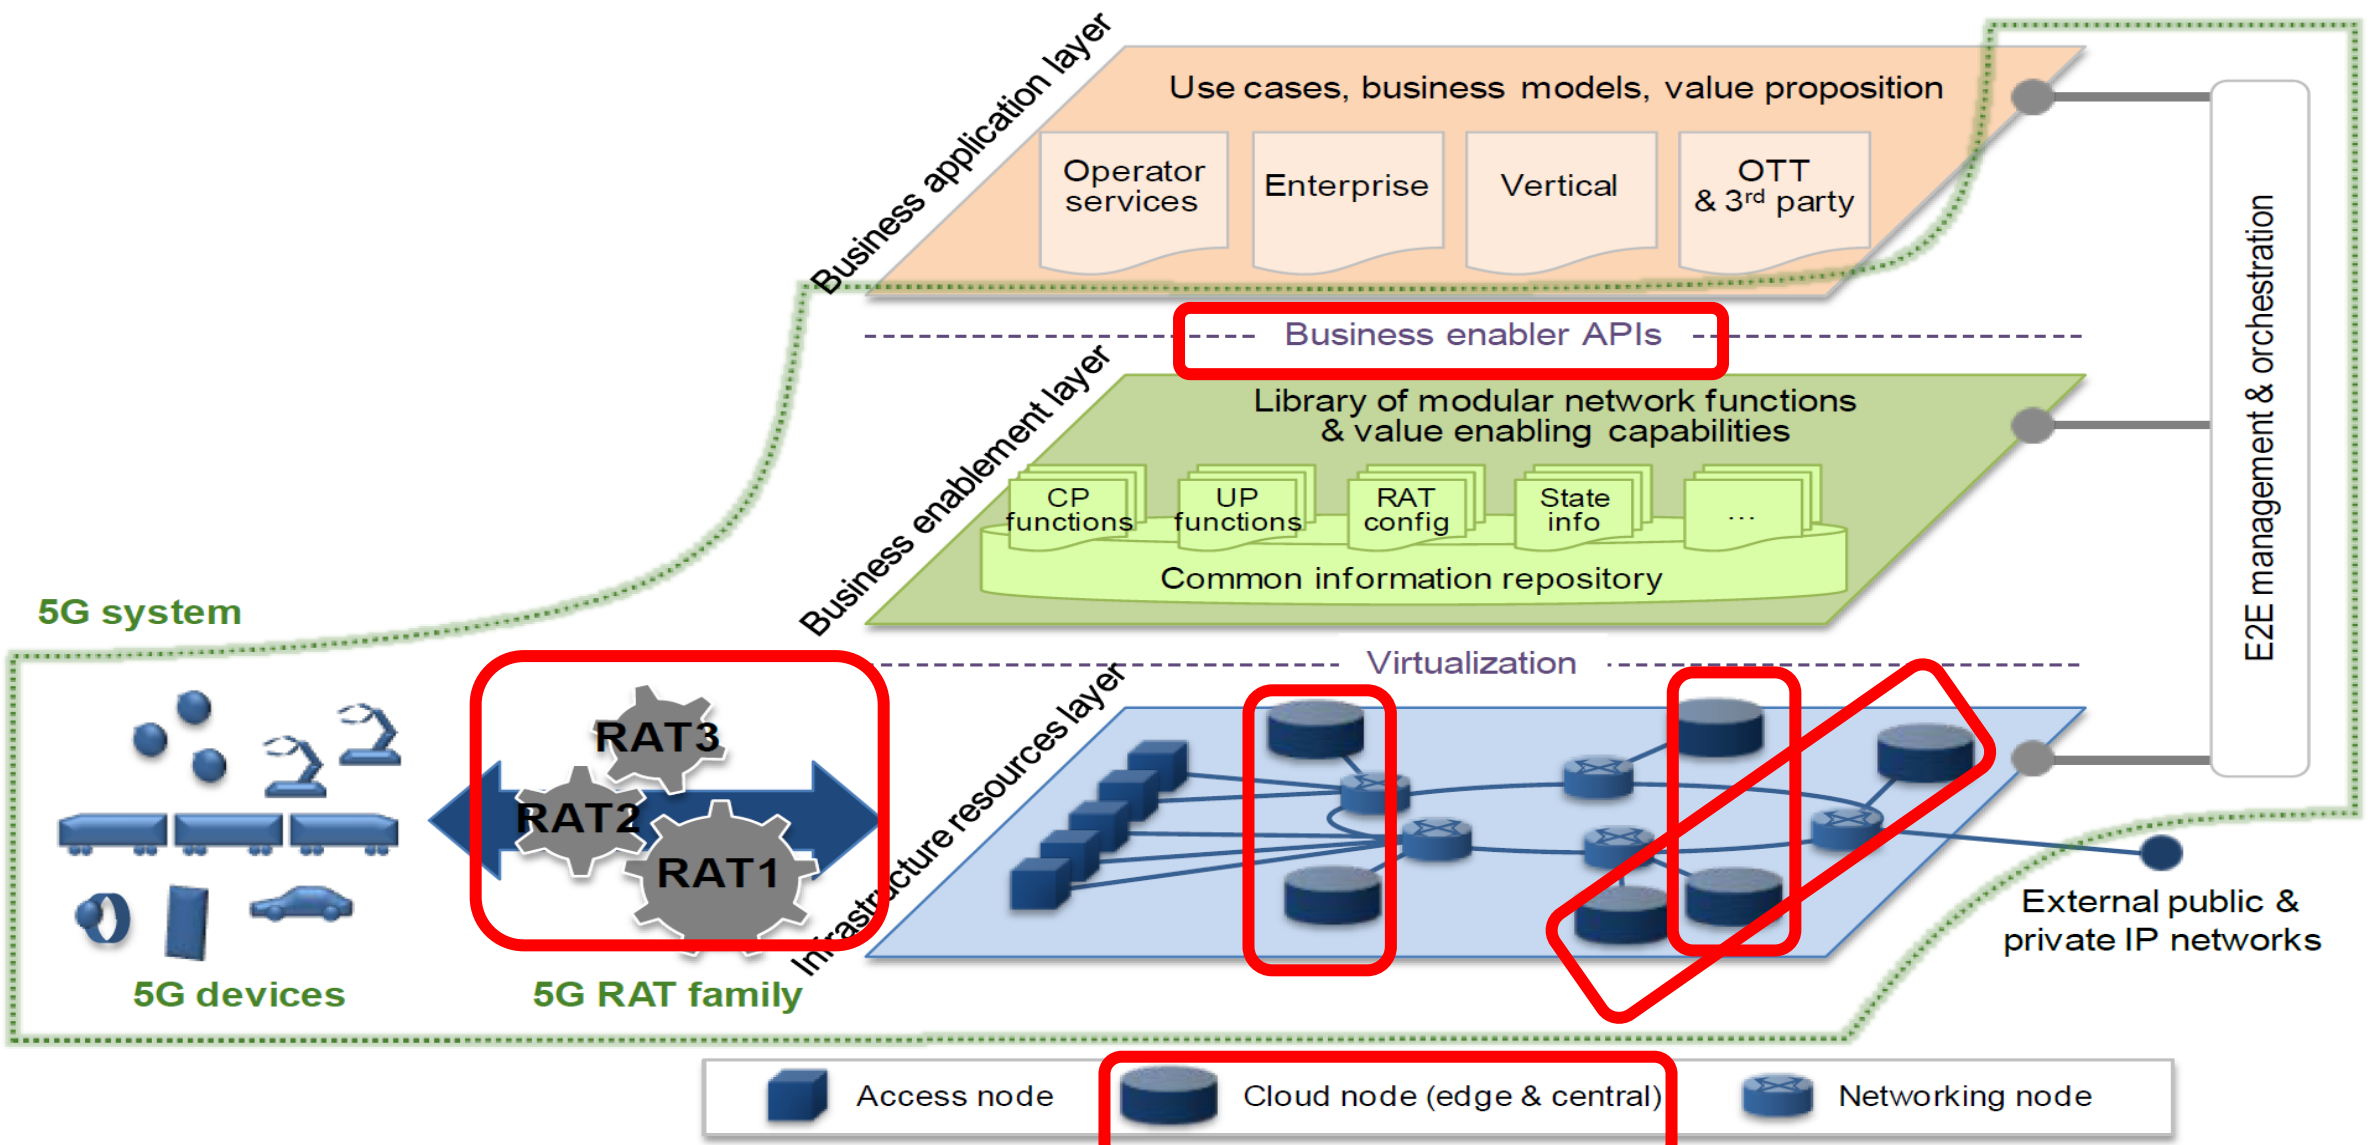 Business application layer
Use cases, business models, value proposition
Operator
services
Enterprise
Vertical
OTT
& 3rd party
Business enabler APIs
Business enablement layer
Library of modular network functions
& value enabling capabilities
CP
functions
UP
functions
RAT
config
State
info
...
Common information repository
E2E management & orchestration
5G system
Virtualization
Infrastructure resources layer
RAT3
RAT2
RAT1
5G devices
5G RAT family
External public &
private IP networks
Access node
Cloud node (edge & central)
Networking node